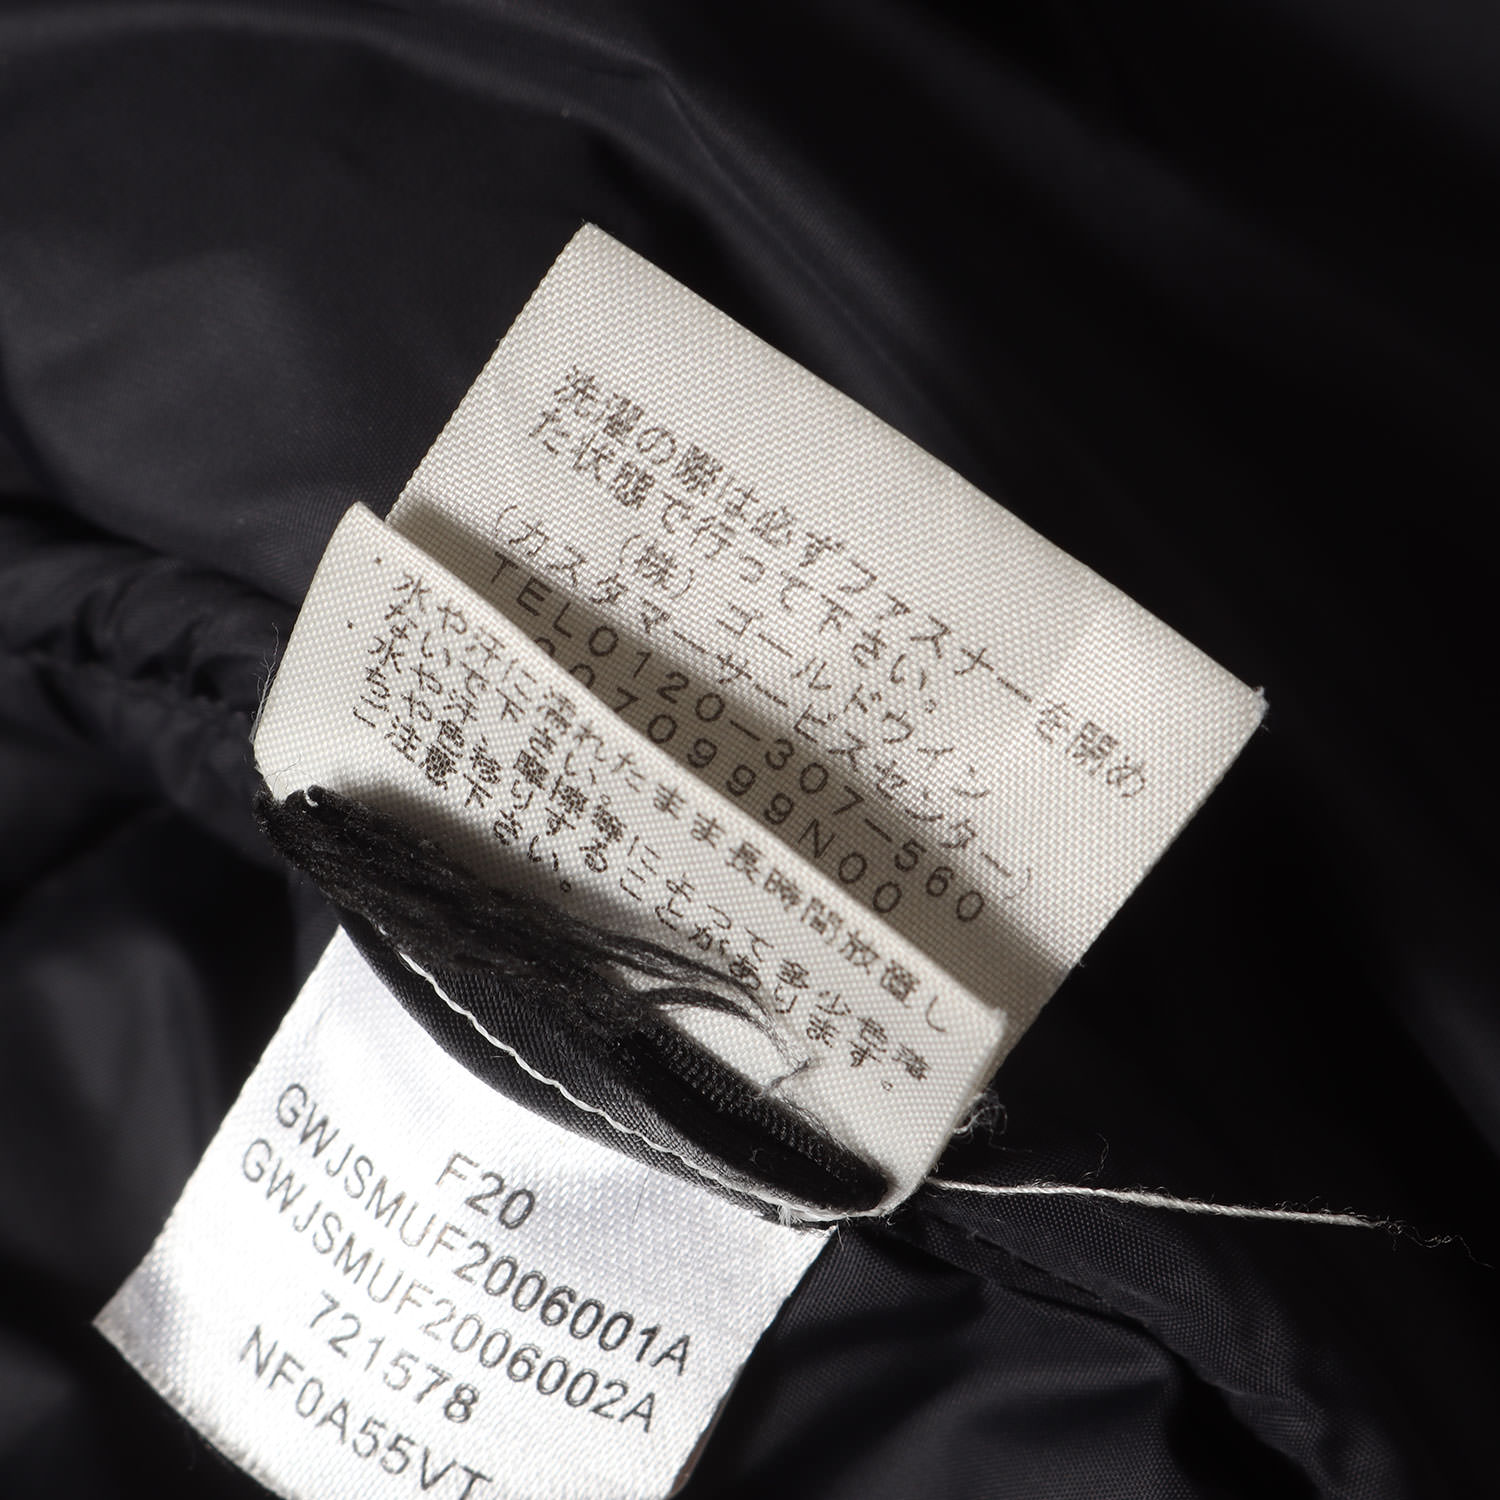 洗濯の際は必ずファスナーを閉め
た状態で行って下さい。
(株)ゴールドウイン
(カスタマーサービスセンター)
TEL0120-307-560
0070999N00
・水や汗に濡れたまま長時間放置し
ないで下さい。
・水や汗、摩擦等によって多少色落
ちや色移りすることがあります。
ご注意下さい。
F20
GWJSMUF2006001A
GWJSMUF2006002A
721578
NF0A55VT